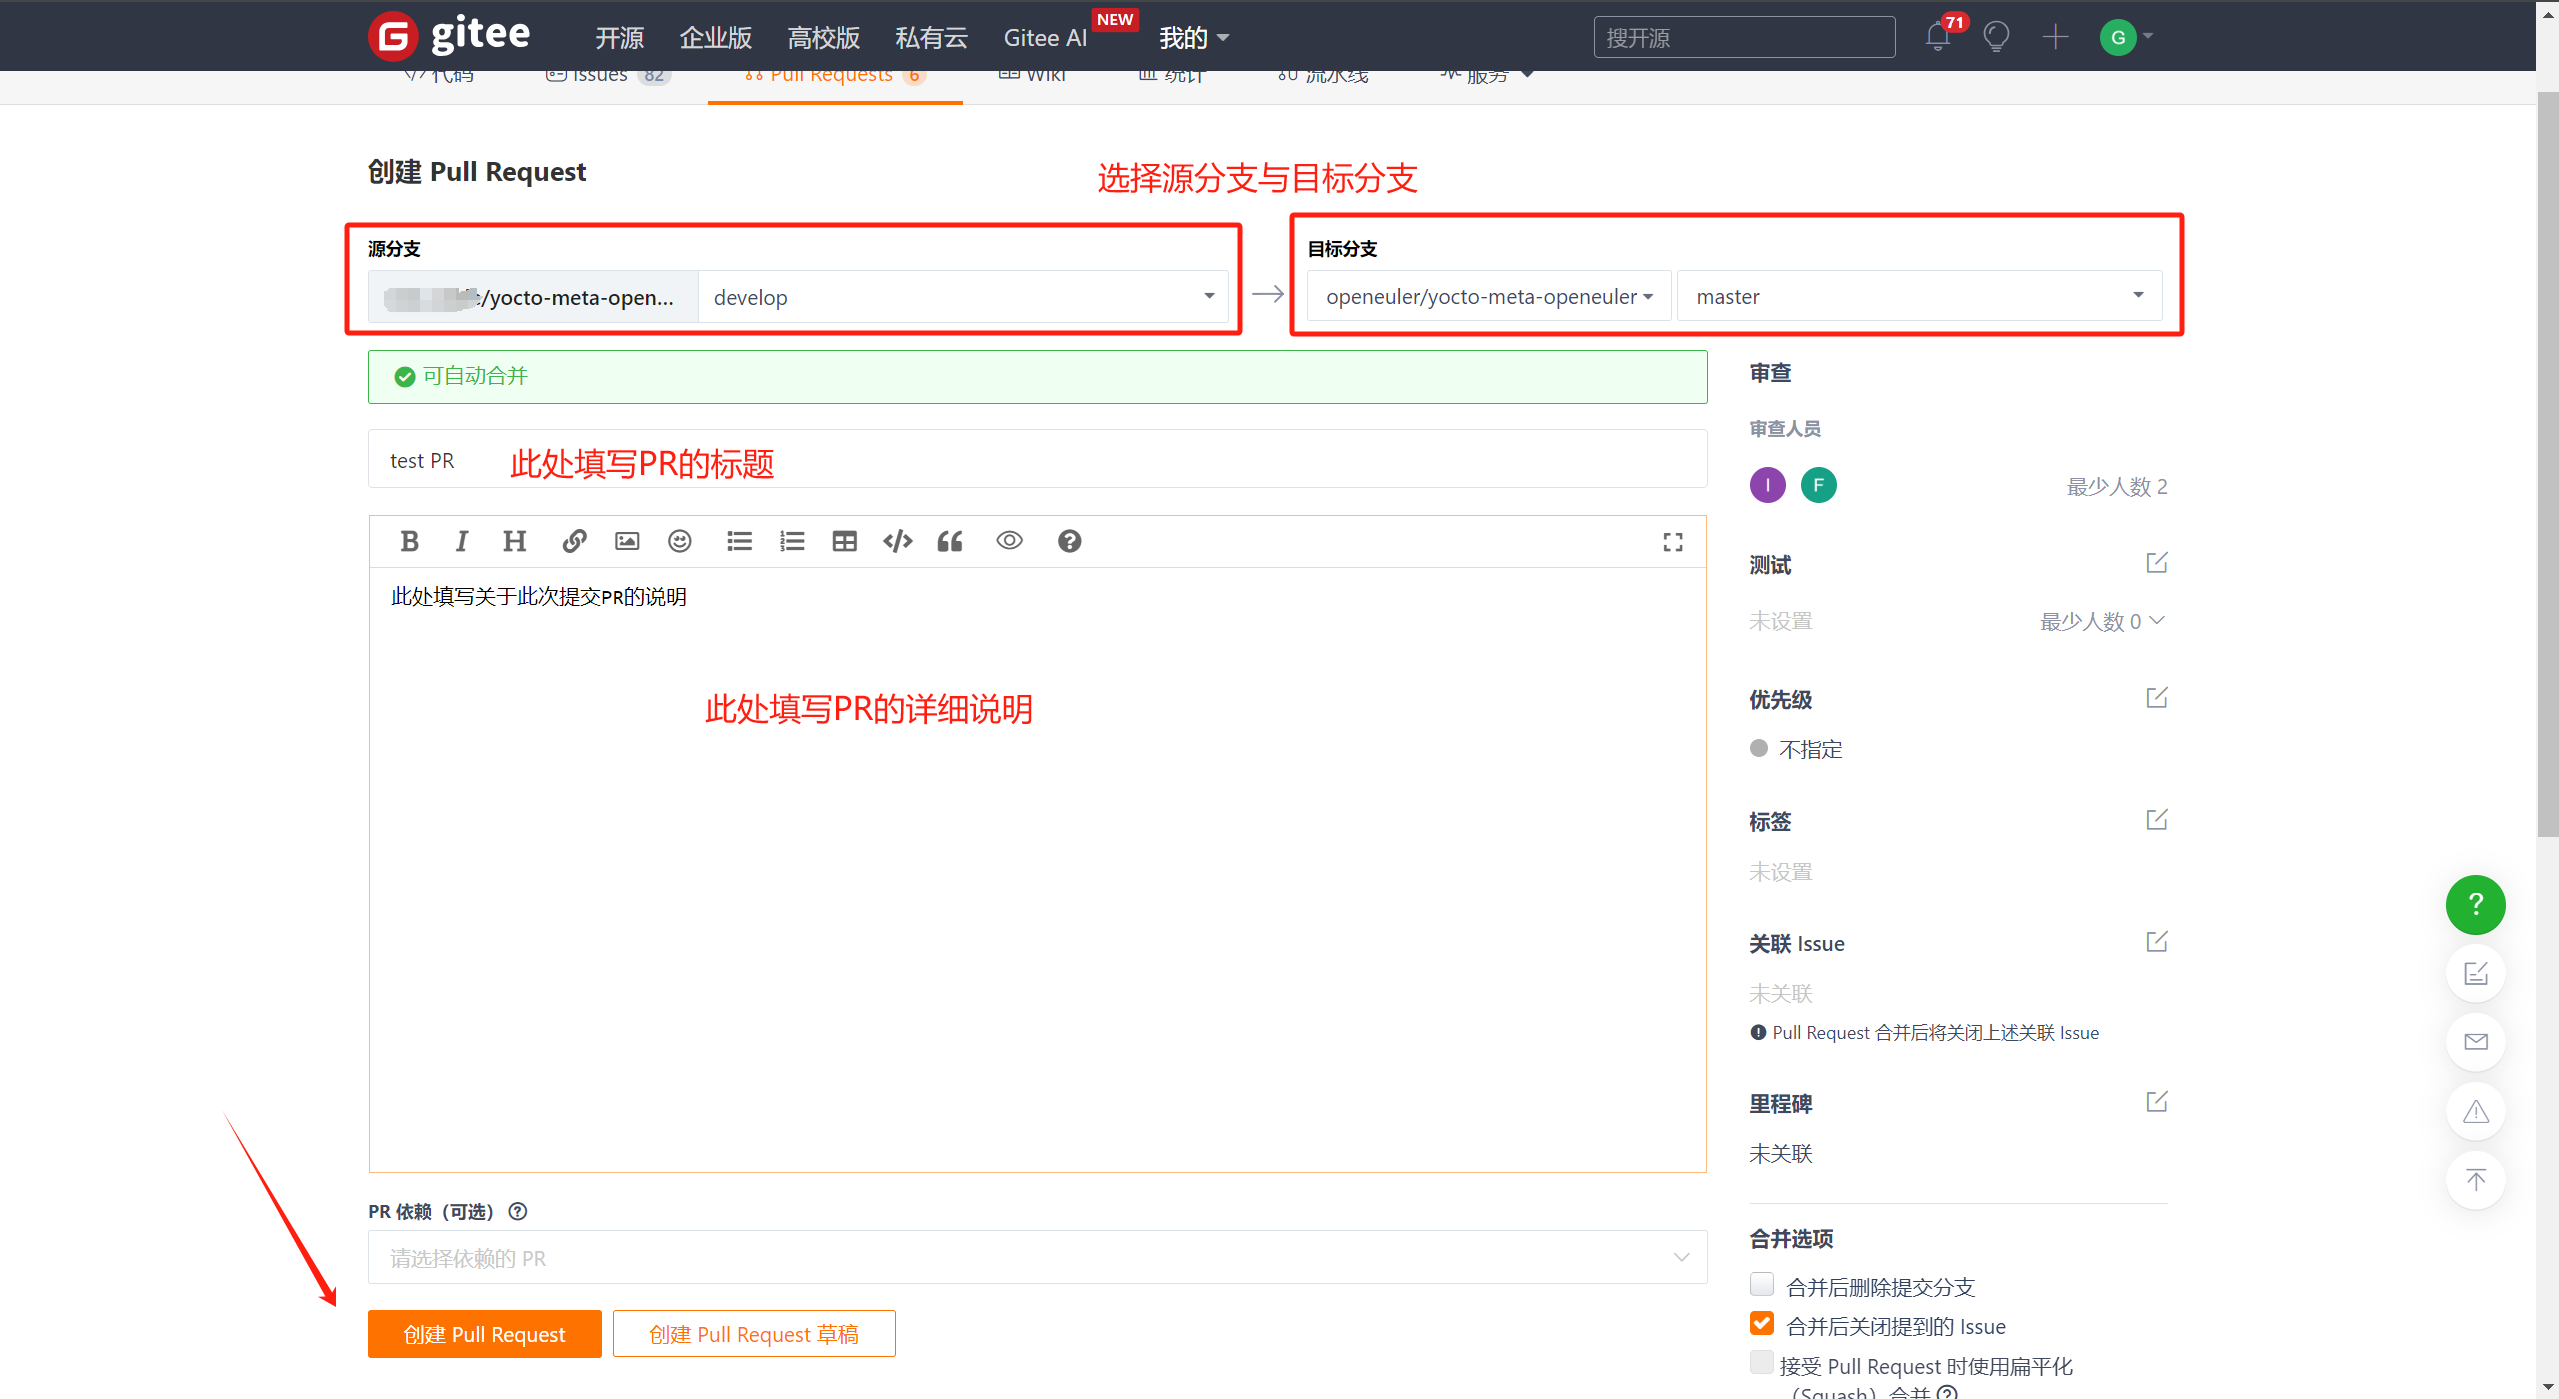 gitee 开源 企业版 高校版 私有云 Gitee AI NEW 我的 搜开源 71 G
代码 Issues 82 Pull Requests 6 Wiki 统计 流水线 服务
创建 Pull Request
选择源分支与目标分支
源分支
目标分支
/yocto-meta-open... develop
openeuler/yocto-meta-openeuler master
可自动合并
审查
审查人员
test PR
此处填写PR的标题
I F 最少人数 2
B I H
测试
此处填写关于此次提交PR的说明
未设置 最少人数 0
此处填写PR的详细说明
优先级
不指定
标签
未设置
关联 Issue
未关联
Pull Request 合并后将关闭上述关联 Issue
里程碑
未关联
PR 依赖（可选）
请选择依赖的 PR
合并选项
合并后删除提交分支
合并后关闭提到的 Issue
接受 Pull Request 时使用扁平化
（Squash）合并
创建 Pull Request
创建 Pull Request 草稿